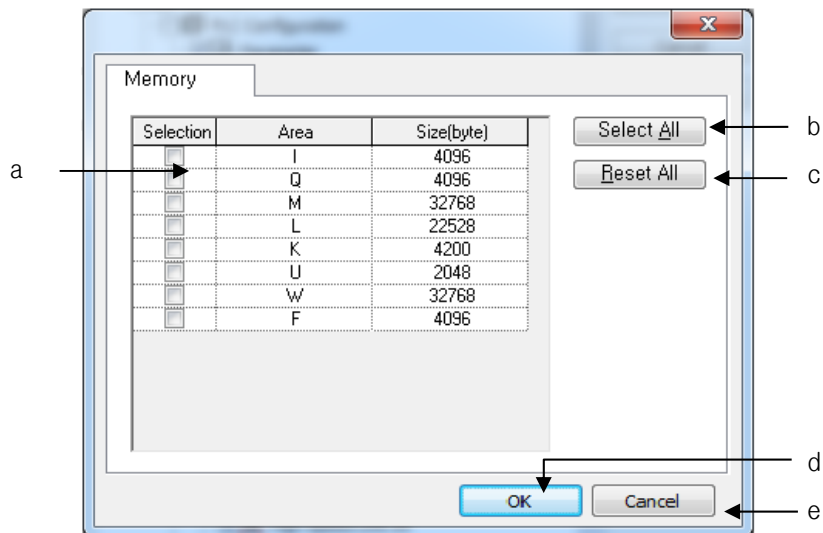 Memory
Selection Area Size(byte)
I 4096
Q 4096
M 32768
L 22528
K 4200
U 2048
W 32768
F 4096
Select All
Reset All
OK
Cancel
a
b
c
d
e